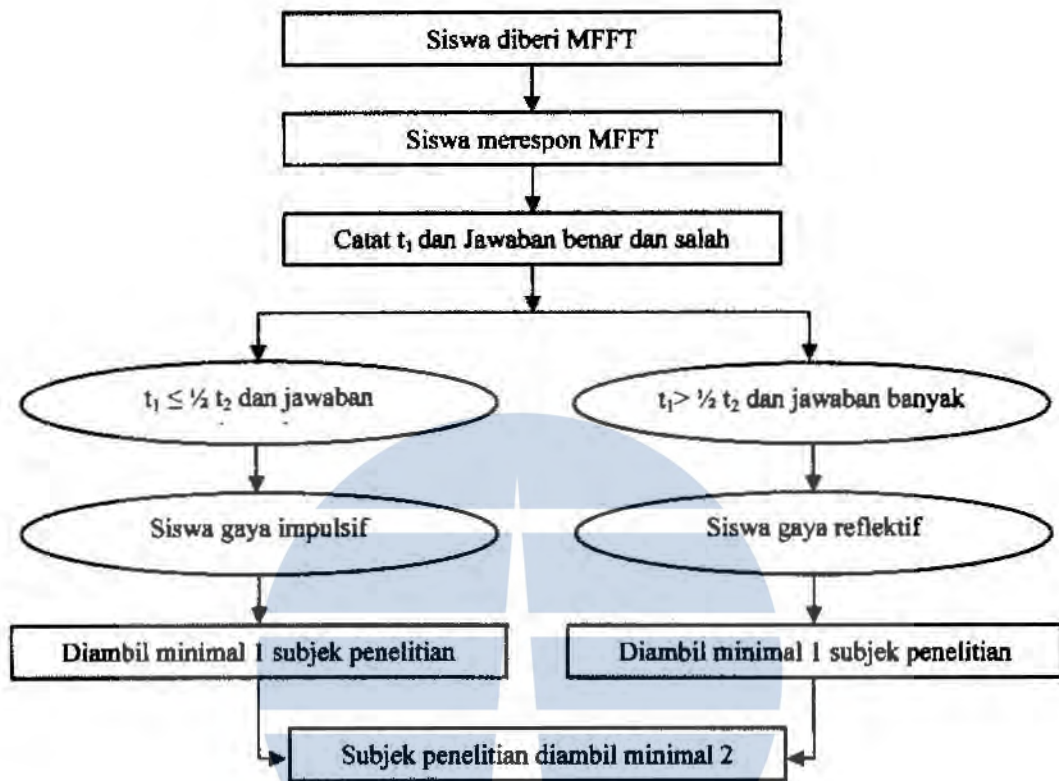 Siswa diberi MFFT
Siswa merespon MFFT
Catat t₁ dan Jawaban benar dan salah
t₁ ≤ ½ t₂ dan jawaban
t₁> ½ t₂ dan jawaban banyak
Siswa gaya impulsif
Siswa gaya reflektif
Diambil minimal 1 subjek penelitian
Diambil minimal 1 subjek penelitian
Subjek penelitian diambil minimal 2